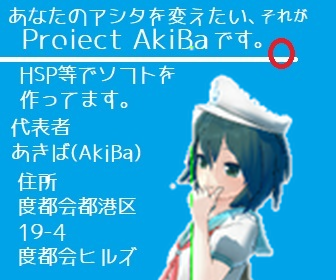 あなたのアシタを変えたい、それが
Project AkiBaです。
HSP等でソフトを
作ってます。
代表者
あきば(AkiBa)
住所
度都会都港区
19-4
度都会ヒルズ